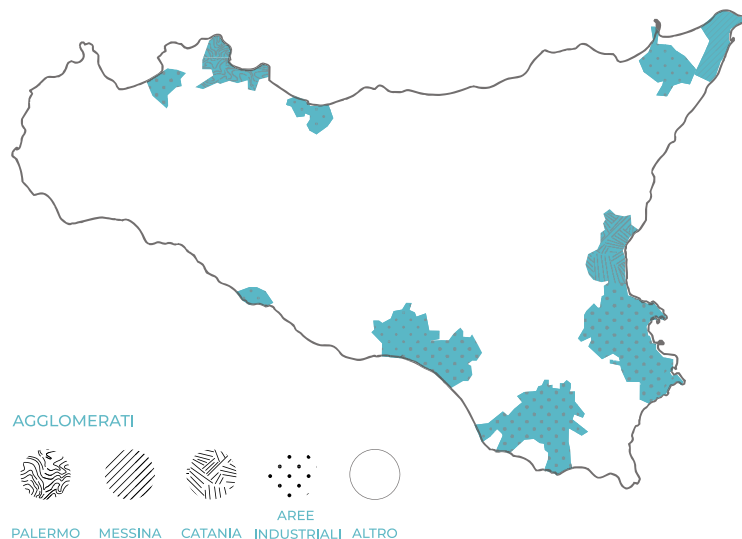 AGGLOMERATI
PALERMO
MESSINA
CATANIA
AREE
INDUSTRIALI
ALTRO